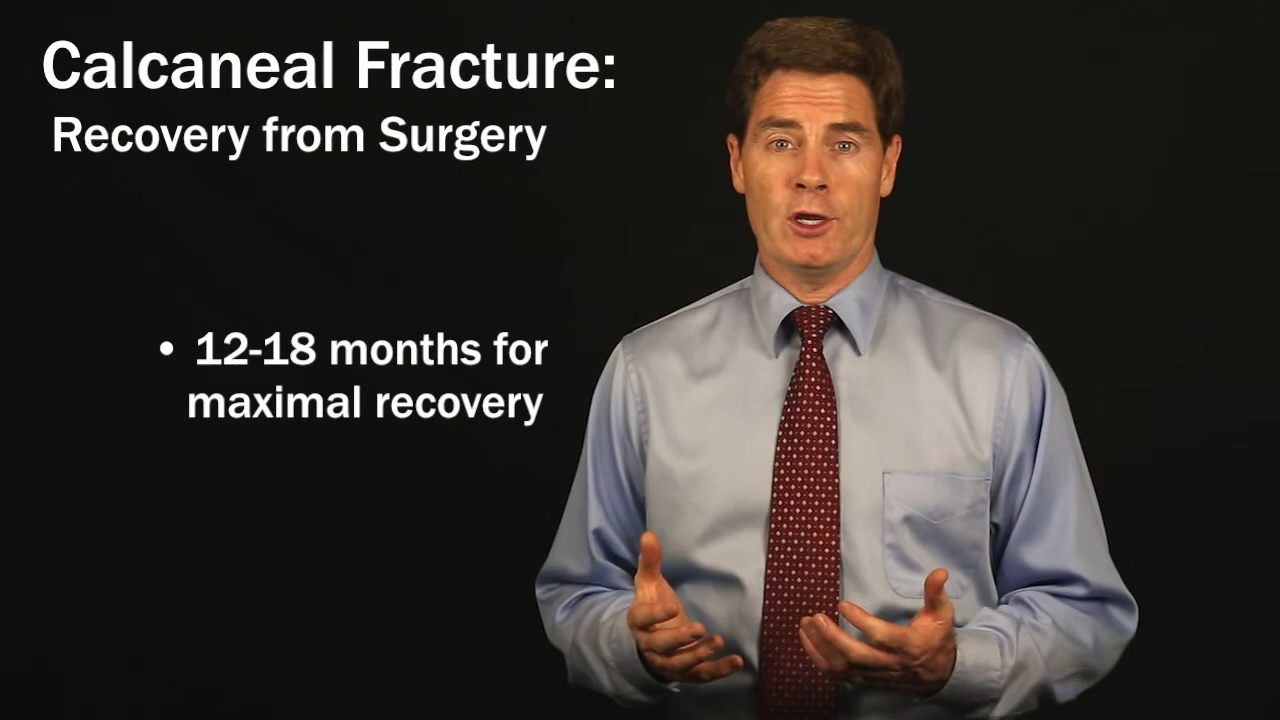 Calcaneal Fracture:
Recovery from Surgery
• 12-18 months for
maximal recovery